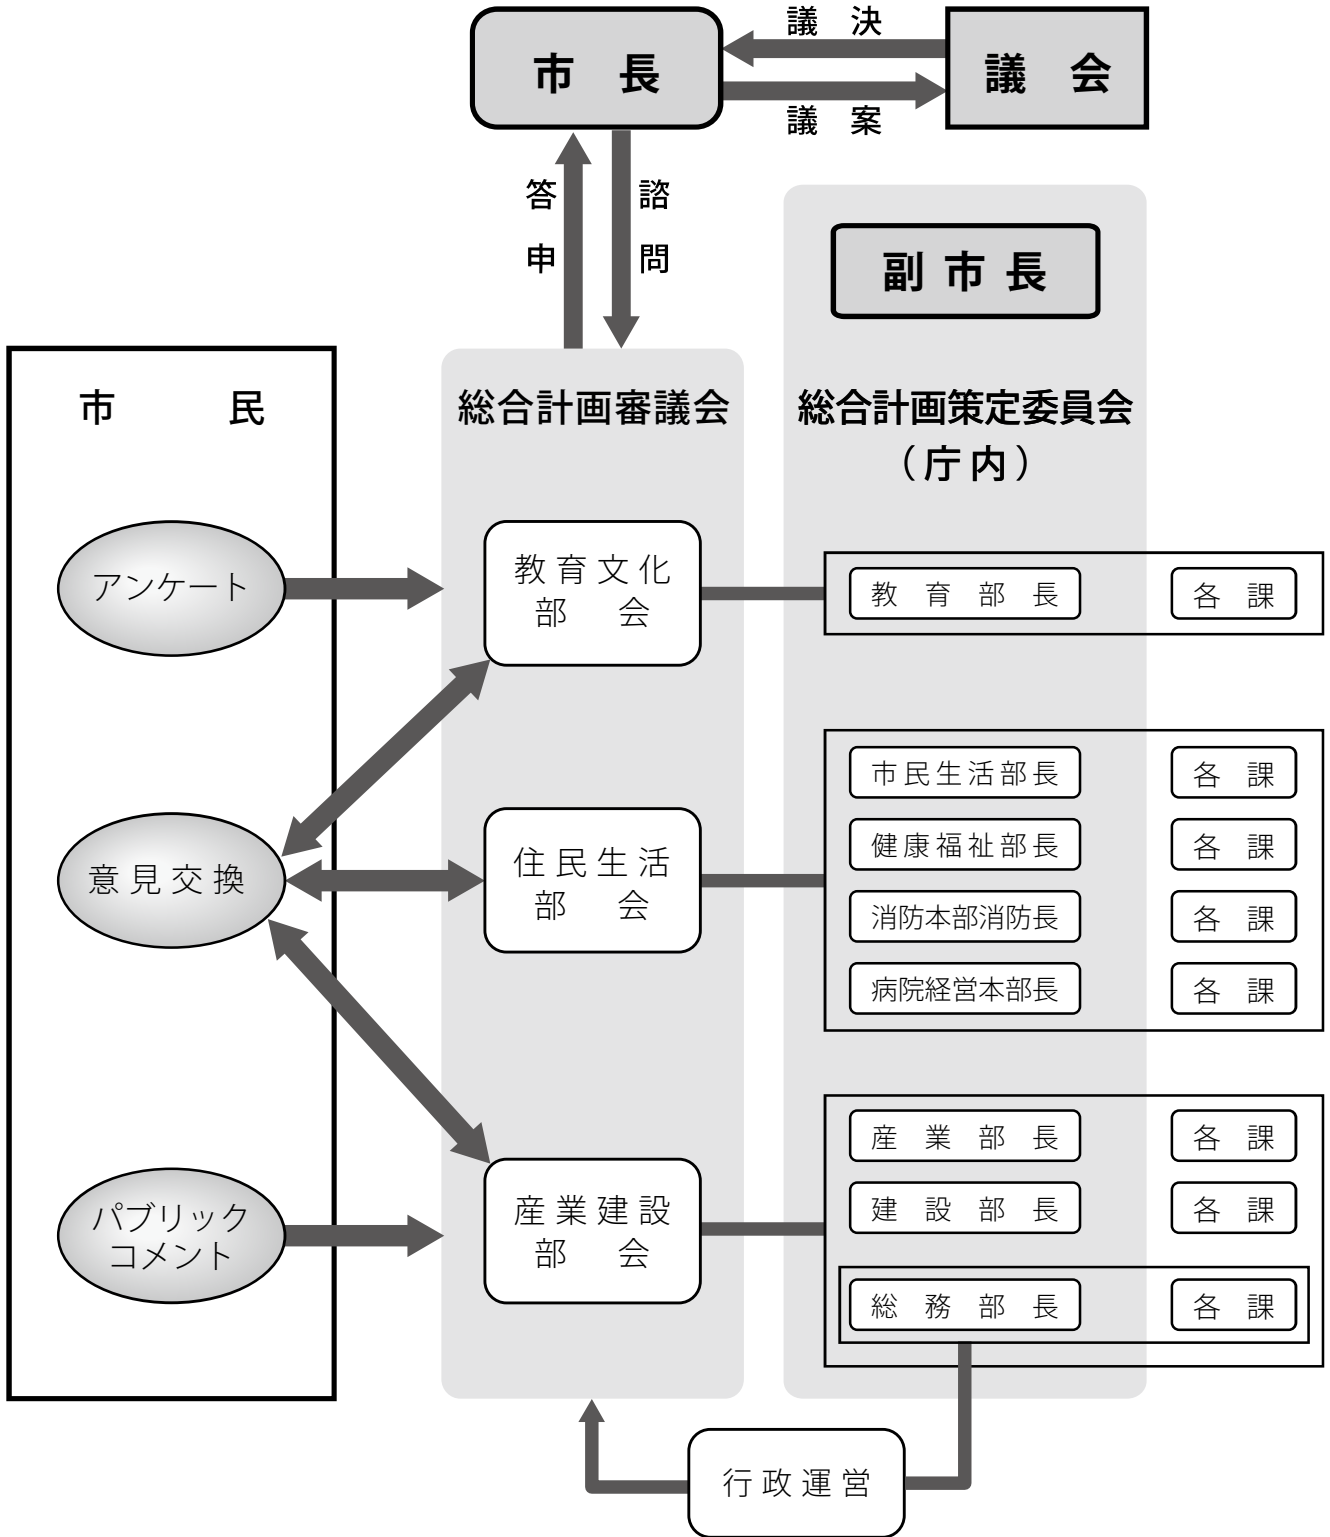 議 決
市 長
議 会
議 案
答申
諮問
副市長
市 民
総合計画審議会
総合計画策定委員会
（庁内）
アンケート
教育文化
部 会
教育部長
各 課
市民生活部長
各 課
健康福祉部長
各 課
意見交換
住民生活
部 会
消防本部消防長
各 課
病院経営本部長
各 課
産業部長
各 課
パブリック
コメント
産業建設
部 会
建設部長
各 課
総務部長
各 課
行政運営